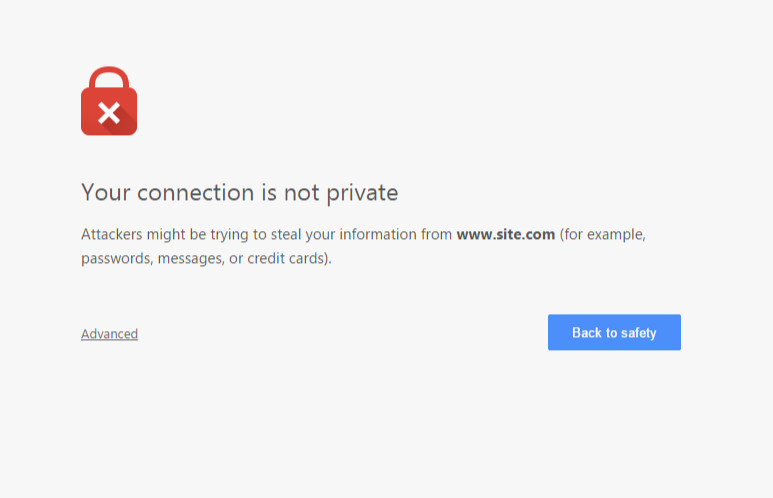 Your connection is not private
Attackers might be trying to steal your information from www.site.com (for example,
passwords, messages, or credit cards).
Advanced
Back to safety